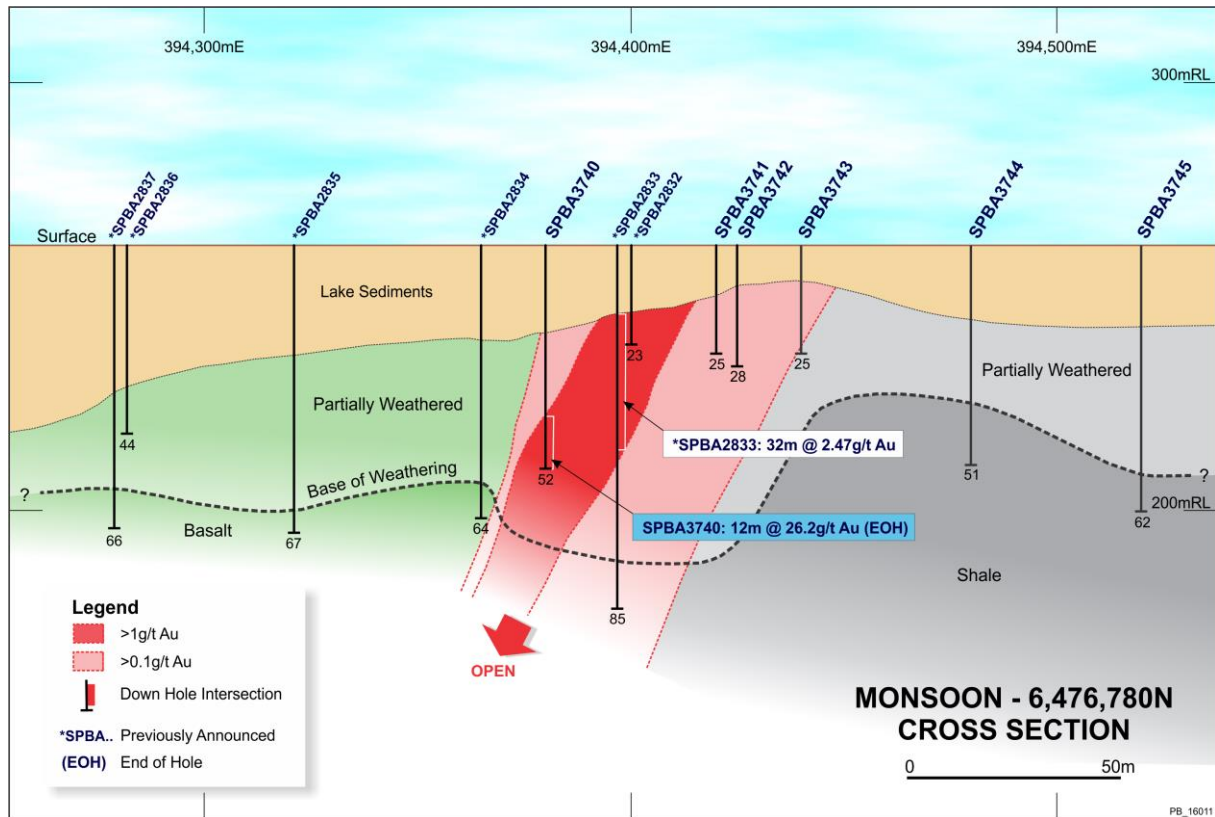 394,300mE
394,400mE
394,500mE
300mRL
*SPBA2837
*SPBA2836
*SPBA2835
*SPBA2834
SPBA3740
*SPBA2833
*SPBA2832
SPBA3741
SPBA3742
SPBA3743
SPBA3744
SPBA3745
Surface
Lake Sediments
23
25
28
25
Partially Weathered
Partially Weathered
44
*SPBA2833: 32m @ 2.47g/t Au
52
51
Base of Weathering
?
?
200mRL
66
Basalt
67
64
SPBA3740: 12m @ 26.2g/t Au (EOH)
62
Shale
85
OPEN
Legend
>1g/t Au
>0.1g/t Au
Down Hole Intersection
*SPBA.. Previously Announced
(EOH) End of Hole
MONSOON - 6,476,780N
CROSS SECTION
0 50m
PB_16011